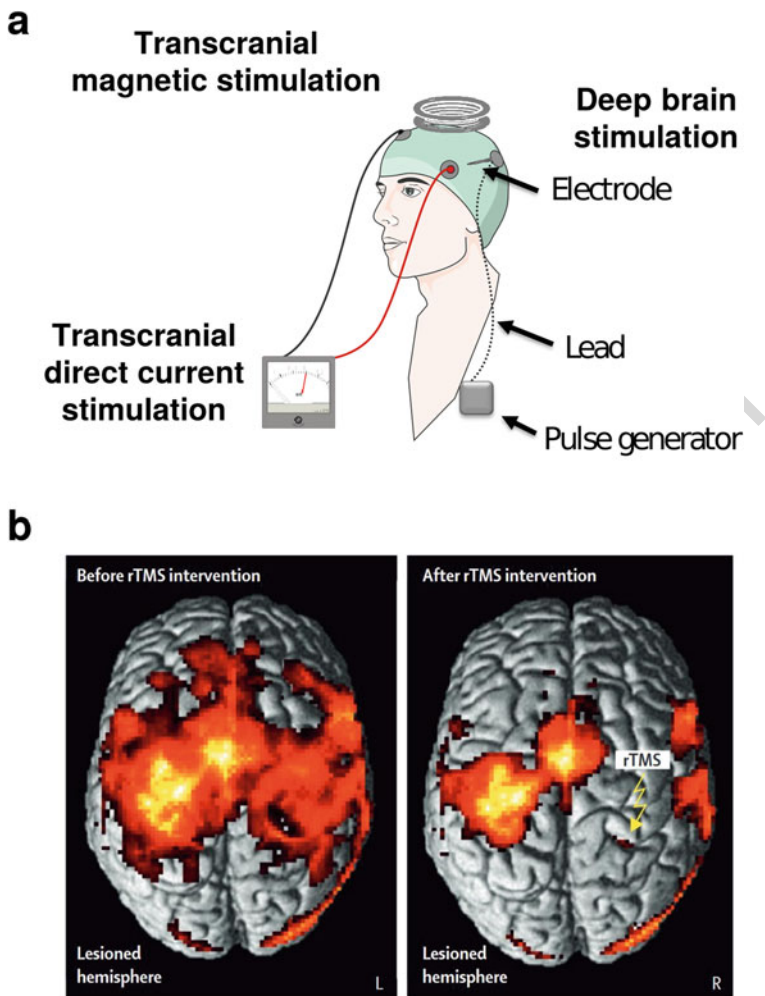 a
Transcranial
magnetic stimulation
Deep brain
stimulation
Electrode
Transcranial
direct current
stimulation
Lead
Pulse generator
b
Before rTMS intervention
After rTMS intervention
rTMS
Lesioned
hemisphere
L
Lesioned
hemisphere
R